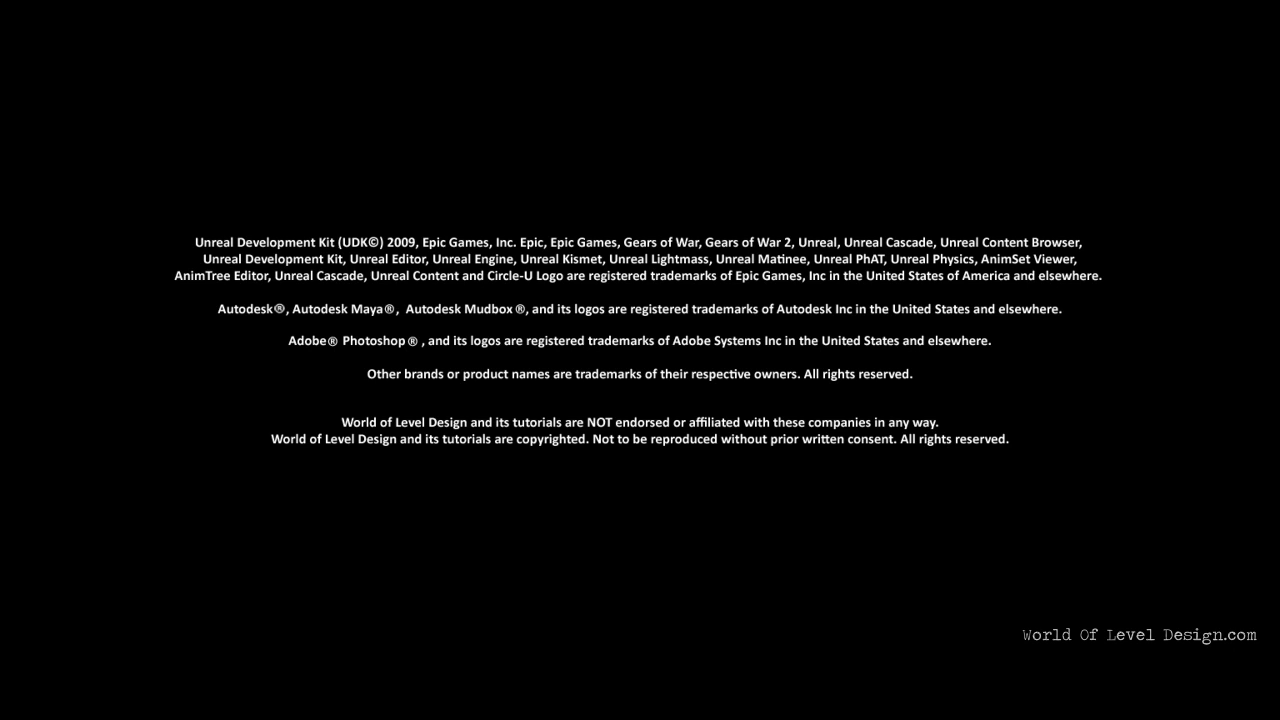 Unreal Development Kit (UDK©) 2009, Epic Games, Inc. Epic, Epic Games, Gears of War, Gears of War 2, Unreal, Unreal Cascade, Unreal Content Browser,
Unreal Development Kit, Unreal Editor, Unreal Engine, Unreal Kismet, Unreal Lightmass, Unreal Matinee, Unreal PhAT, Unreal Physics, AnimSet Viewer,
AnimTree Editor, Unreal Cascade, Unreal Content and Circle-U Logo are registered trademarks of Epic Games, Inc in the United States of America and elsewhere.
Autodesk®, Autodesk Maya®, Autodesk Mudbox ®, and its logos are registered trademarks of Autodesk Inc in the United States and elsewhere.
Adobe® Photoshop® , and its logos are registered trademarks of Adobe Systems Inc in the United States and elsewhere.
Other brands or product names are trademarks of their respective owners. All rights reserved.
World of Level Design and its tutorials are NOT endorsed or affiliated with these companies in any way.
World of Level Design and its tutorials are copyrighted. Not to be reproduced without prior written consent. All rights reserved.
World Of Level Design.com